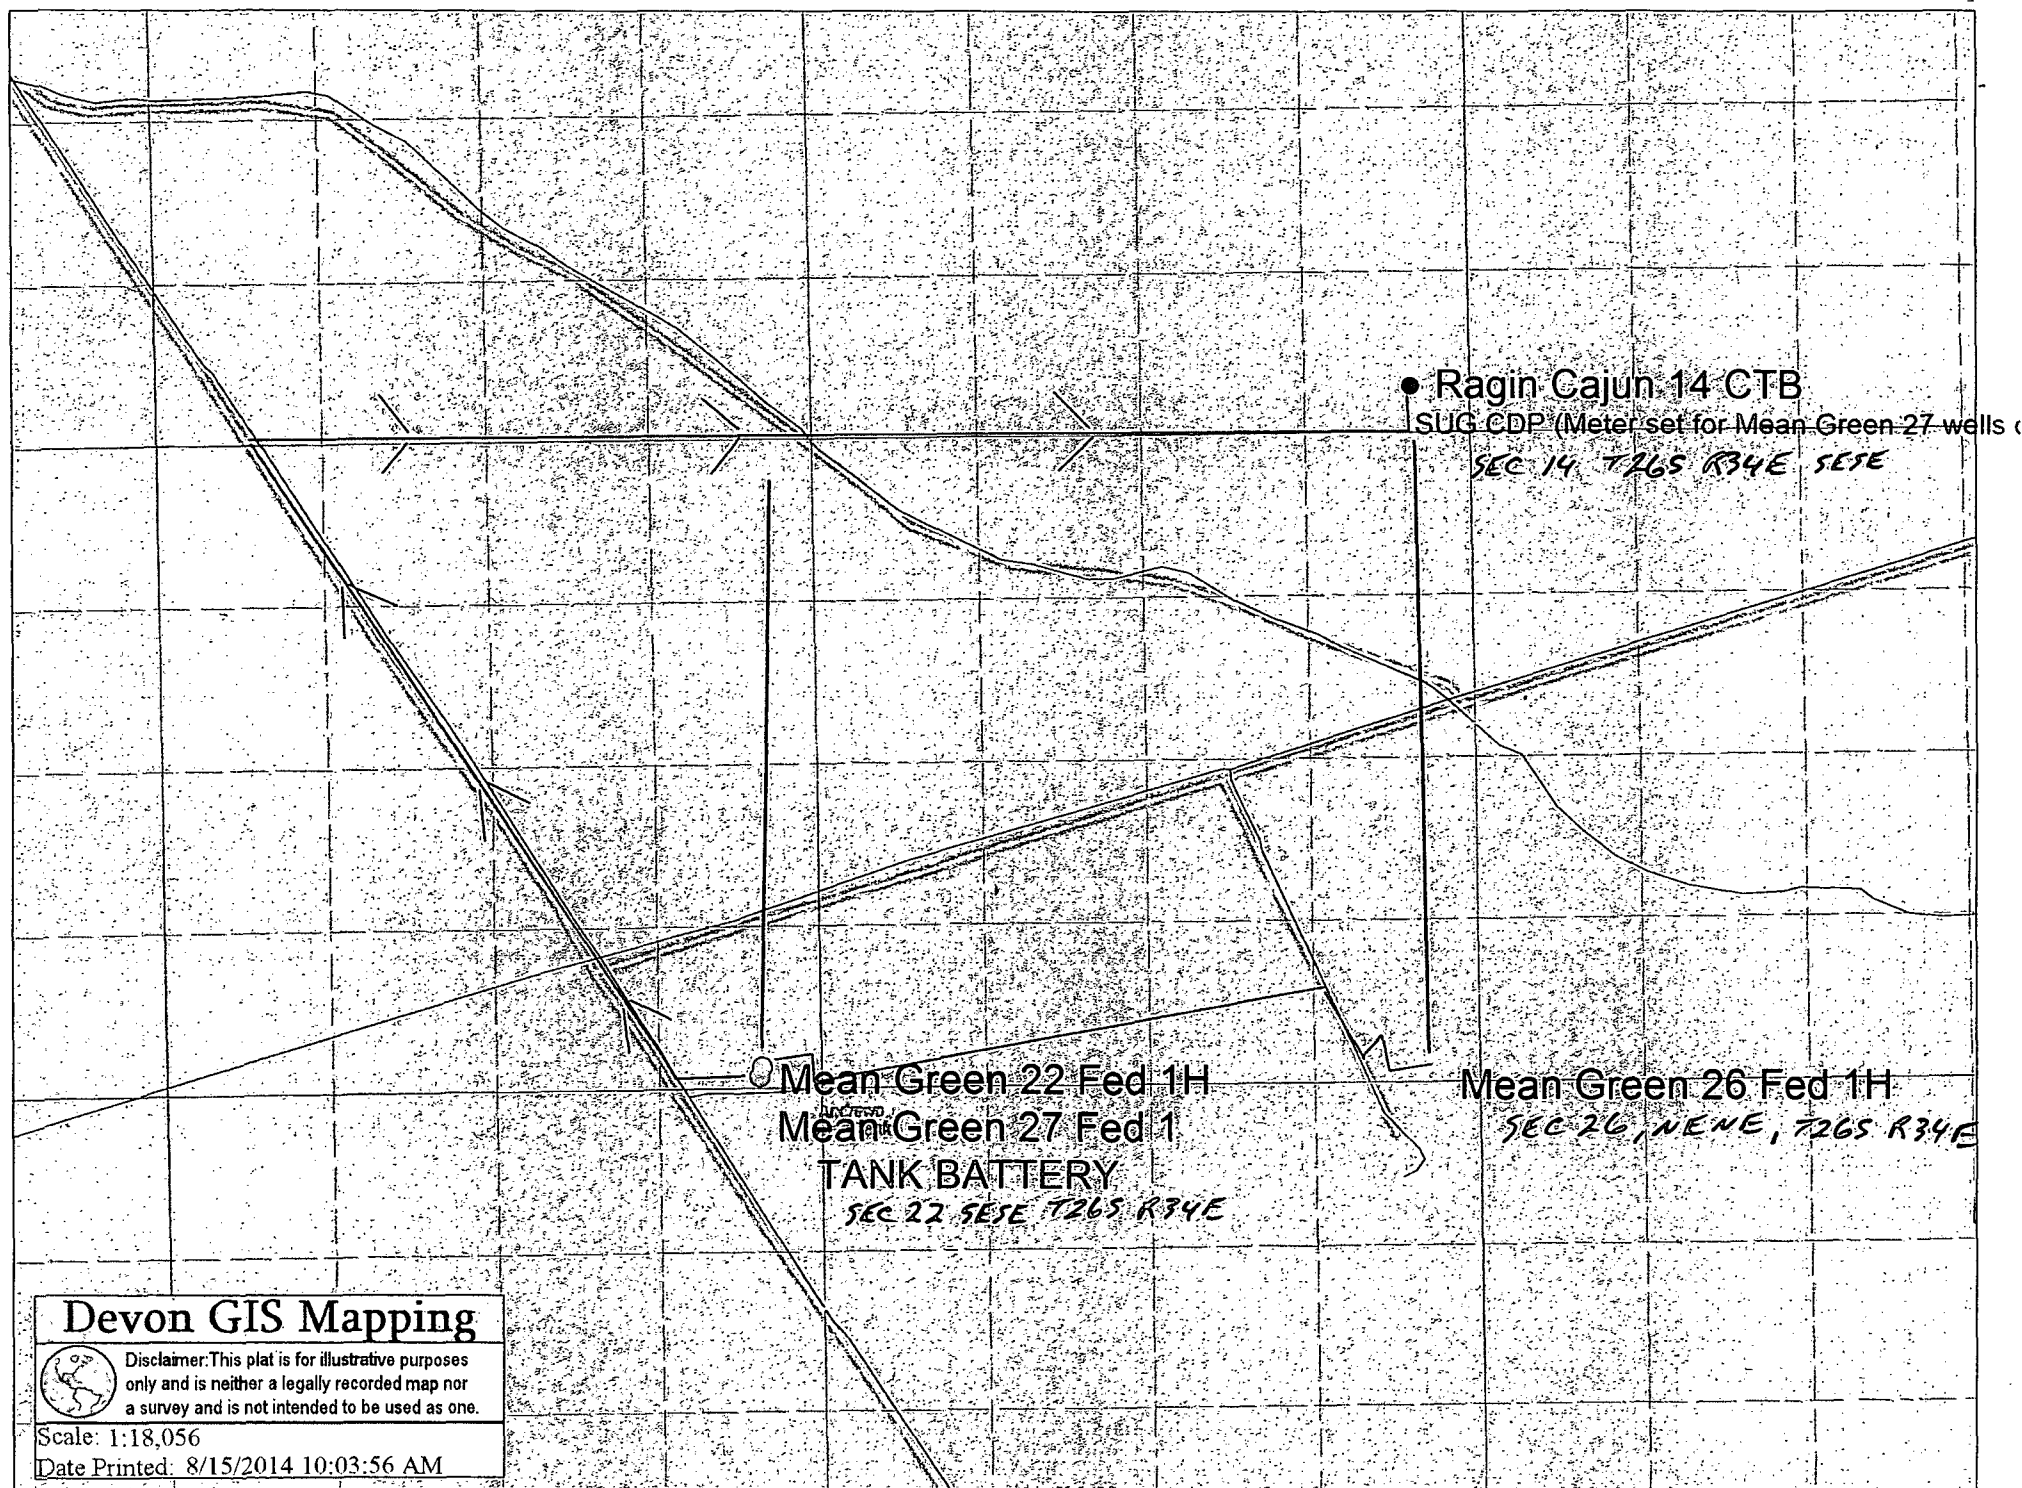 Ragin Cajun 14 CTB
SUG CDP (Meter set for Mean Green 27 wells
SEC 14 T26S R34E SESE
Mean Green 22 Fed 1H
Mean Green 27 Fed 1
TANK BATTERY
SEC 22 SESE T26S R34E
Mean Green 26 Fed 1H
SEC 26, NENE, T26S R34E
Devon GIS Mapping
Disclaimer:This plat is for illustrative purposes
only and is neither a legally recorded map nor
a survey and is not intended to be used as one.
Scale: 1:18,056
Date Printed: 8/15/2014 10:03:56 AM